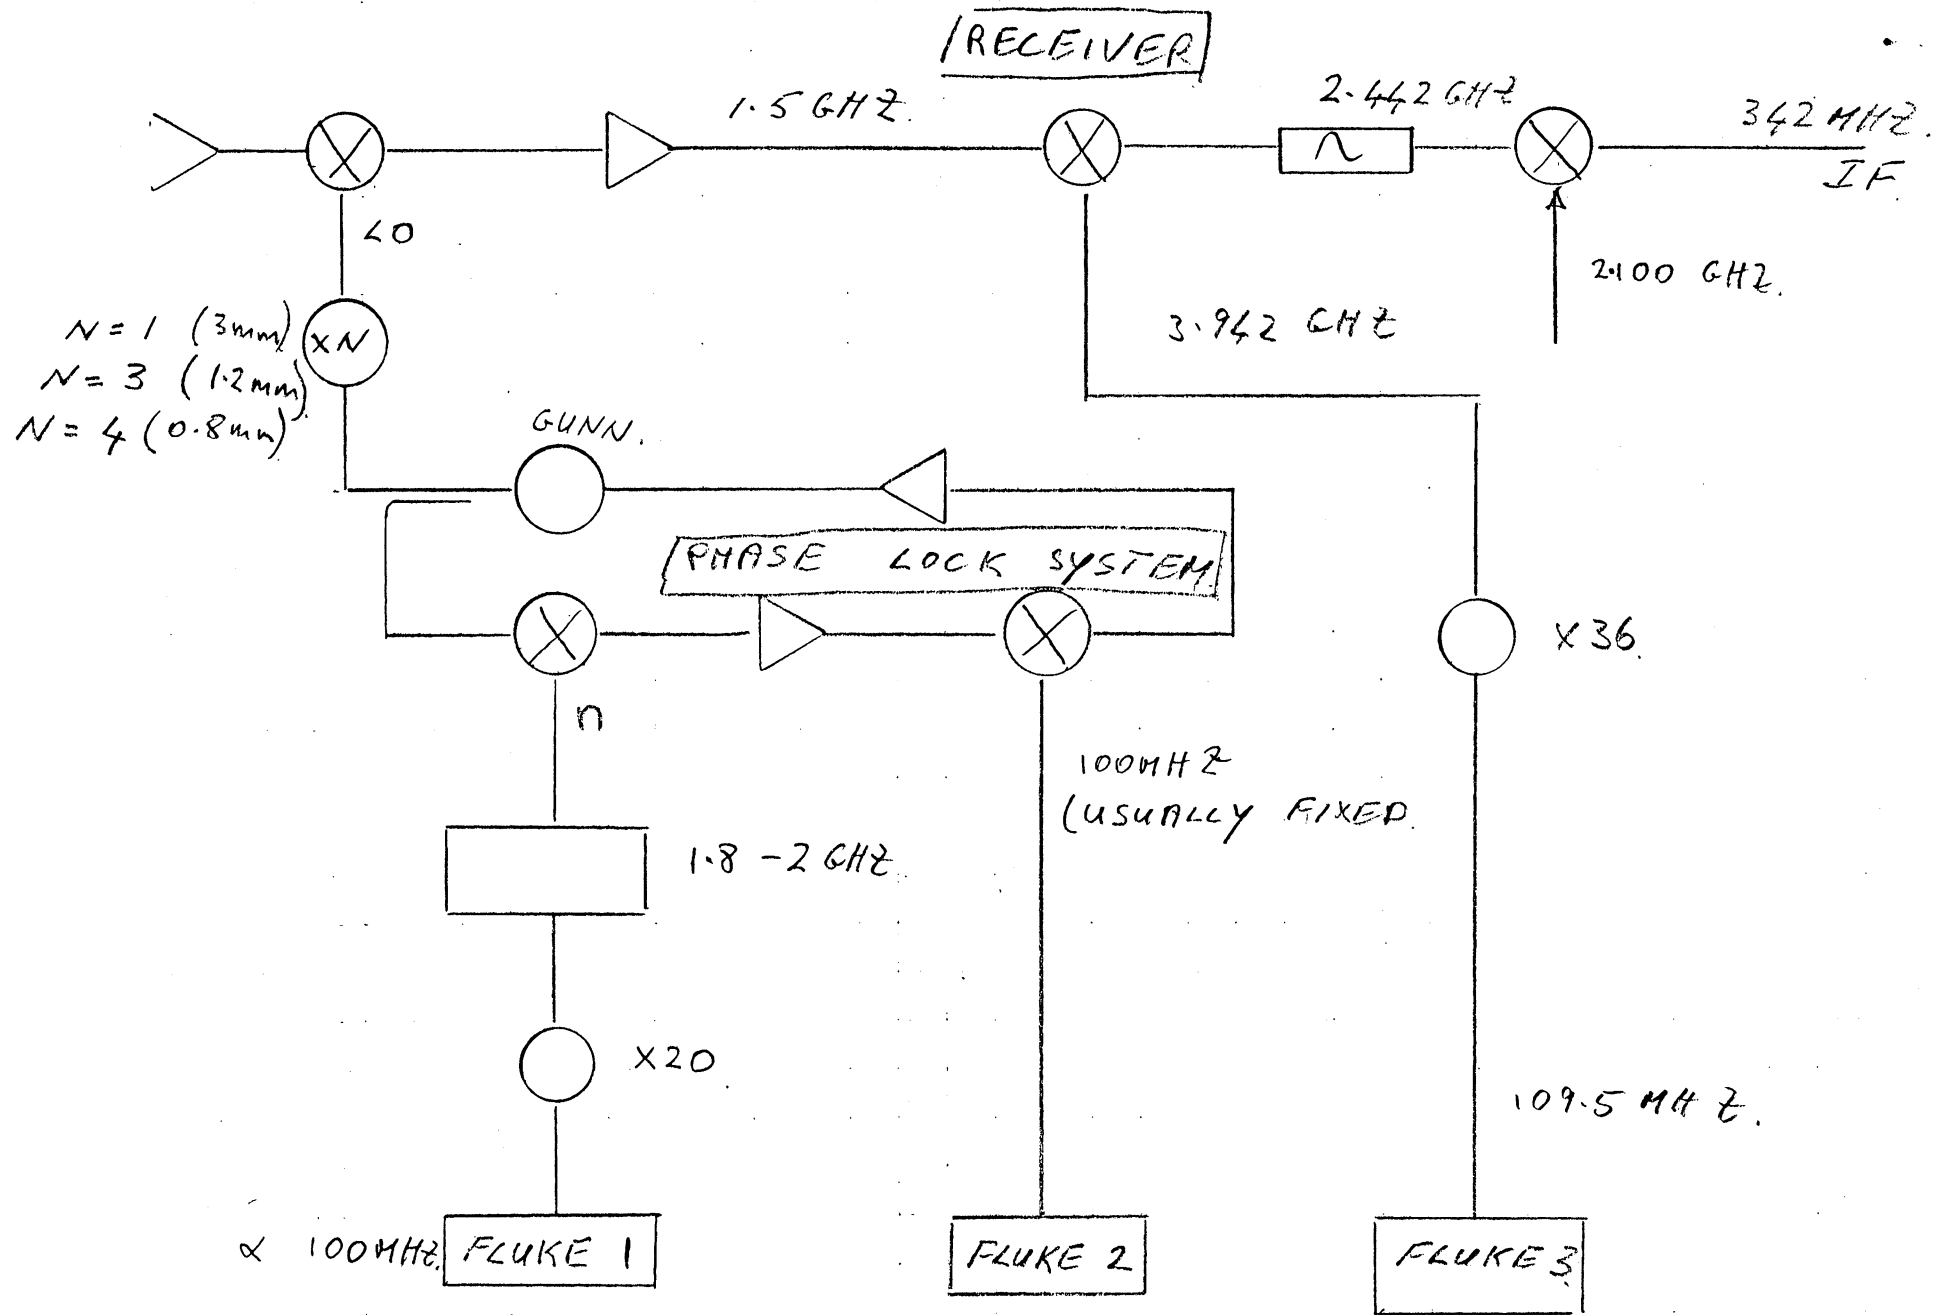 RECEIVER
1.5 GHZ.
2.442 GHZ
342 MHZ.
IF.
LO
2.100 GHZ.
3.942 GHZ
N = 1 (3mm)
N = 3 (1.2mm)
N = 4 (0.8mm)
XN
GUNN.
PHASE LOCK SYSTEM
X 36.
n
100MHZ
(USUALLY FIXED.
1.8 - 2 GHZ
X20
109.5 MHZ.
∝ 100MHZ.
FLUKE 1
FLUKE 2
FLUKE 3